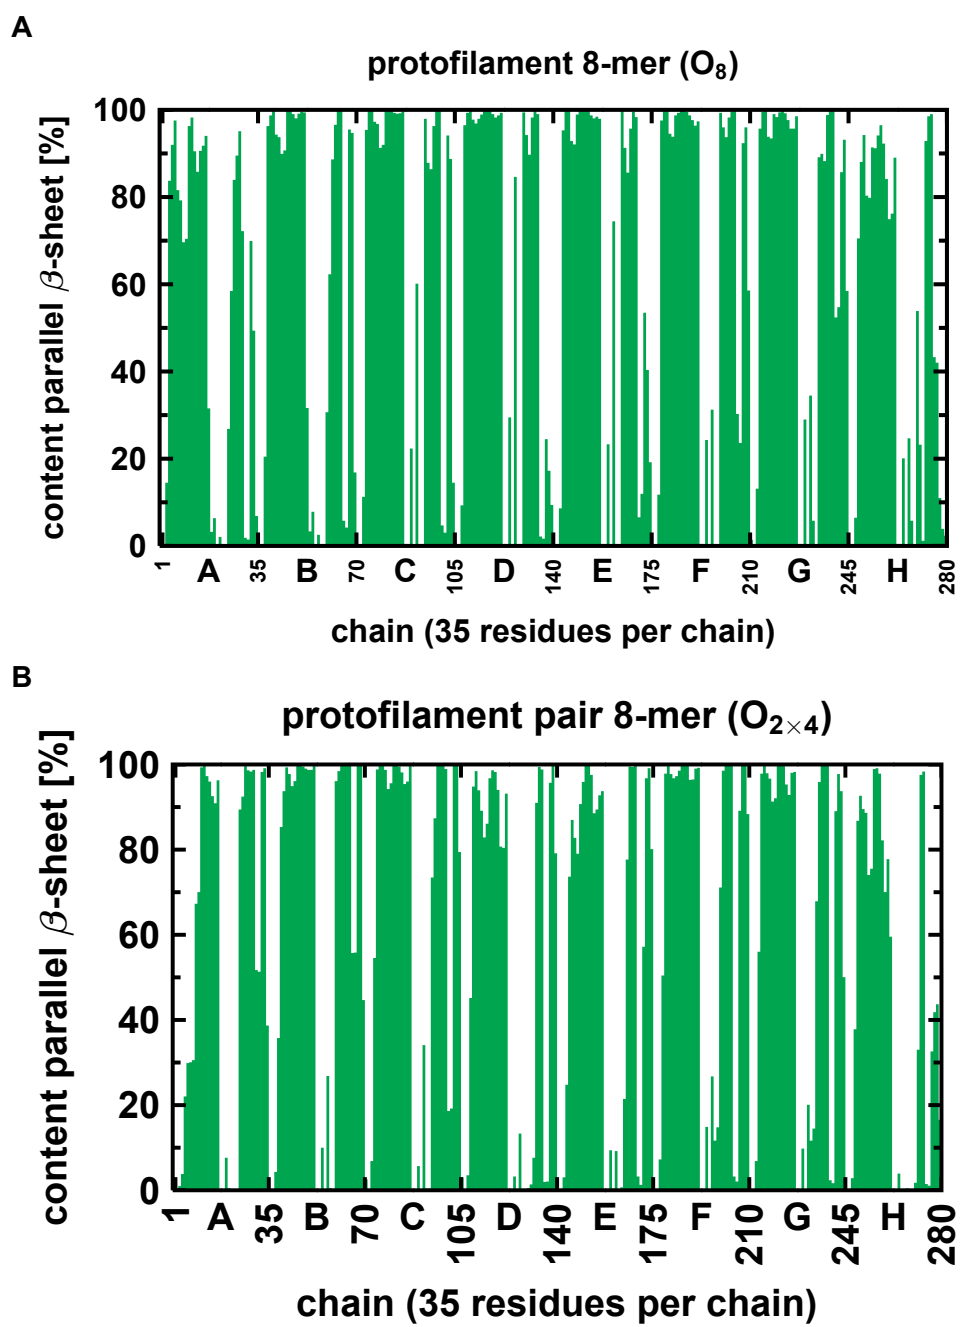 A
protofilament 8-mer (O₈)
content parallel β-sheet [%]
100
80
60
40
20
0
1 A 35 B 70 C 105 D 140 E 175 F 210 G 245 H 280
chain (35 residues per chain)
B
protofilament pair 8-mer (O₂ₓ₄)
content parallel β-sheet [%]
100
80
60
40
20
0
1 A 35 B 70 C 105 D 140 E 175 F 210 G 245 H 280
chain (35 residues per chain)